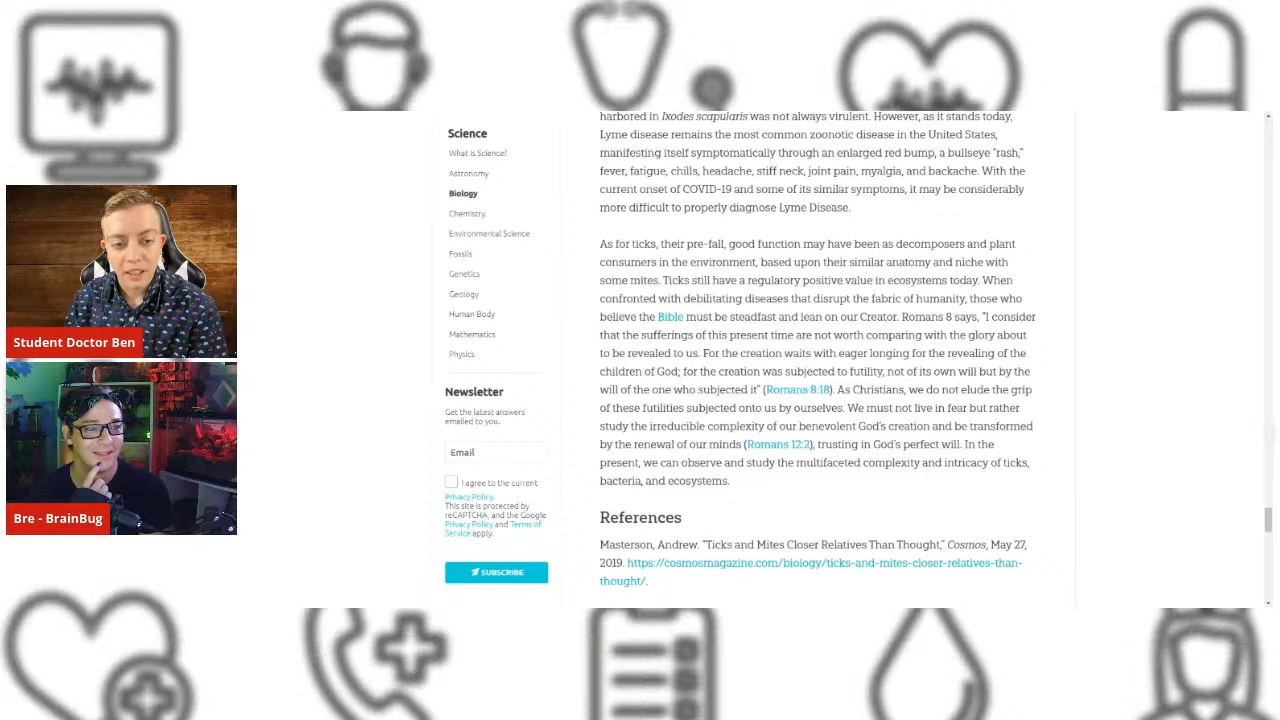 harbored in Ixodes scapularis was not always virulent. However, as it stands today,
Lyme disease remains the most common zoonotic disease in the United States,
manifesting itself symptomatically through an enlarged red bump, a bullseye “rash,”
fever, fatigue, chills, headache, stiff neck, joint pain, myalgia, and backache. With the
current onset of COVID-19 and some of its similar symptoms, it may be considerably
more difficult to properly diagnose Lyme Disease.
As for ticks, their pre-fall, good function may have been as decomposers and plant
consumers in the environment, based upon their similar anatomy and niche with
some mites. Ticks still have a regulatory positive value in ecosystems today. When
confronted with debilitating diseases that disrupt the fabric of humanity, those who
believe the Bible must be steadfast and lean on our Creator. Romans 8 says, “I consider
that the sufferings of this present time are not worth comparing with the glory about
to be revealed to us. For the creation waits with eager longing for the revealing of the
children of God; for the creation was subjected to futility, not of its own will but by the
will of the one who subjected it” (Romans 8:18). As Christians, we do not elude the grip
of these futilities subjected onto us by ourselves. We must not live in fear but rather
study the irreducible complexity of our benevolent God’s creation and be transformed
by the renewal of our minds (Romans 12:2), trusting in God’s perfect will. In the
present, we can observe and study the multifaceted complexity and intricacy of ticks,
bacteria, and ecosystems.
References
Masterson, Andrew. “Ticks and Mites Closer Relatives Than Thought,” Cosmos, May 27,
2019. https://cosmosmagazine.com/biology/ticks-and-mites-closer-relatives-than-
thought/.
Science
What Is Science?
Astronomy
Biology
Chemistry
Environmental Science
Fossils
Genetics
Geology
Human Body
Mathematics
Physics
Newsletter
Get the latest answers
emailed to you.
Email
I agree to the current
Privacy Policy.
This site is protected by
reCAPTCHA, and the Google
Privacy Policy and Terms of
Service apply.
SUBSCRIBE
Student Doctor Ben
Bre - BrainBug